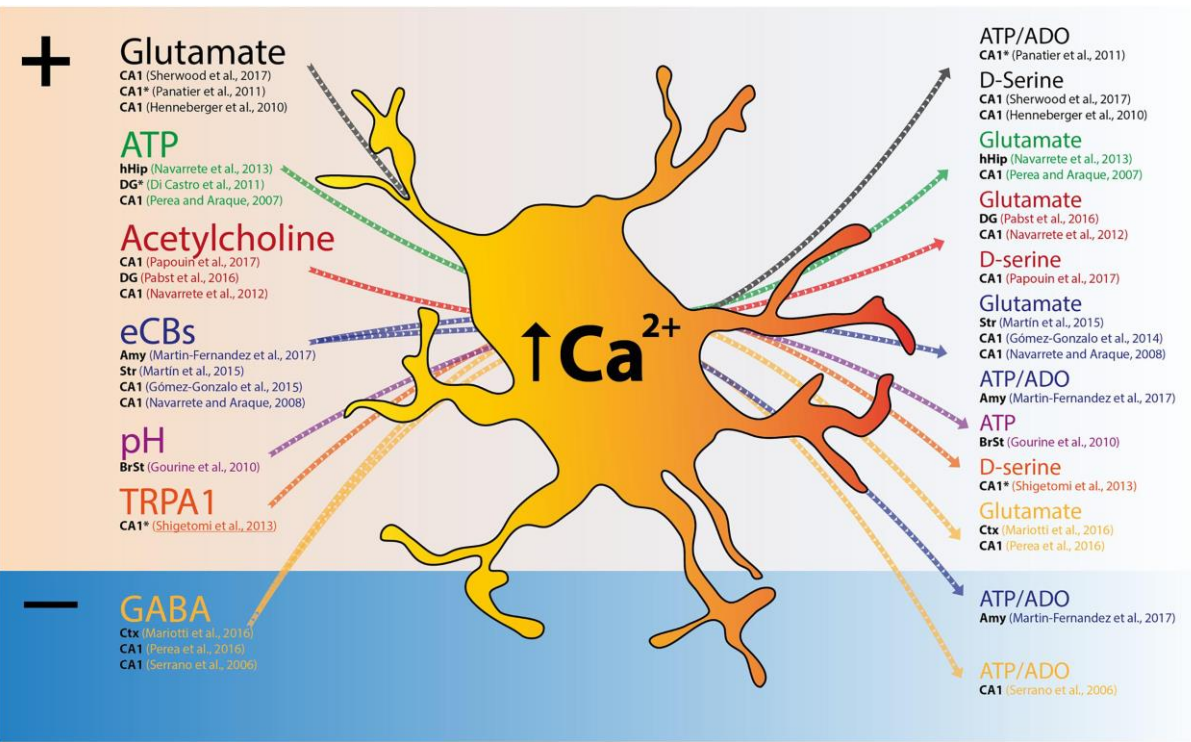 +
Glutamate
CA1 (Sherwood et al., 2017)
CA1* (Panatier et al., 2011)
CA1 (Henneberger et al., 2010)
ATP
hHip (Navarrete et al., 2013)
DG* (Di Castro et al., 2011)
CA1 (Perea and Araque, 2007)
Acetylcholine
CA1 (Papouin et al., 2017)
DG (Pabst et al., 2016)
CA1 (Navarrete et al., 2012)
eCBs
Amy (Martin-Fernandez et al., 2017)
Str (Martín et al., 2015)
CA1 (Gómez-Gonzalo et al., 2015)
CA1 (Navarrete and Araque, 2008)
pH
BrSt (Gourine et al., 2010)
TRPA1
CA1* (Shigetomi et al., 2013)
−
GABA
Ctx (Mariotti et al., 2016)
CA1 (Perea et al., 2016)
CA1 (Serrano et al., 2006)
↑Ca²⁺
ATP/ADO
CA1* (Panatier et al., 2011)
D-Serine
CA1 (Sherwood et al., 2017)
CA1 (Henneberger et al., 2010)
Glutamate
hHip (Navarrete et al., 2013)
CA1 (Perea and Araque, 2007)
Glutamate
DG (Pabst et al., 2016)
CA1 (Navarrete et al., 2012)
D-serine
CA1 (Papouin et al., 2017)
Glutamate
Str (Martín et al., 2015)
CA1 (Gómez-Gonzalo et al., 2014)
CA1 (Navarrete and Araque, 2008)
ATP/ADO
Amy (Martin-Fernandez et al., 2017)
ATP
BrSt (Gourine et al., 2010)
D-serine
CA1* (Shigetomi et al., 2013)
Glutamate
Ctx (Mariotti et al., 2016)
CA1 (Perea et al., 2016)
ATP/ADO
Amy (Martin-Fernandez et al., 2017)
ATP/ADO
CA1 (Serrano et al., 2006)